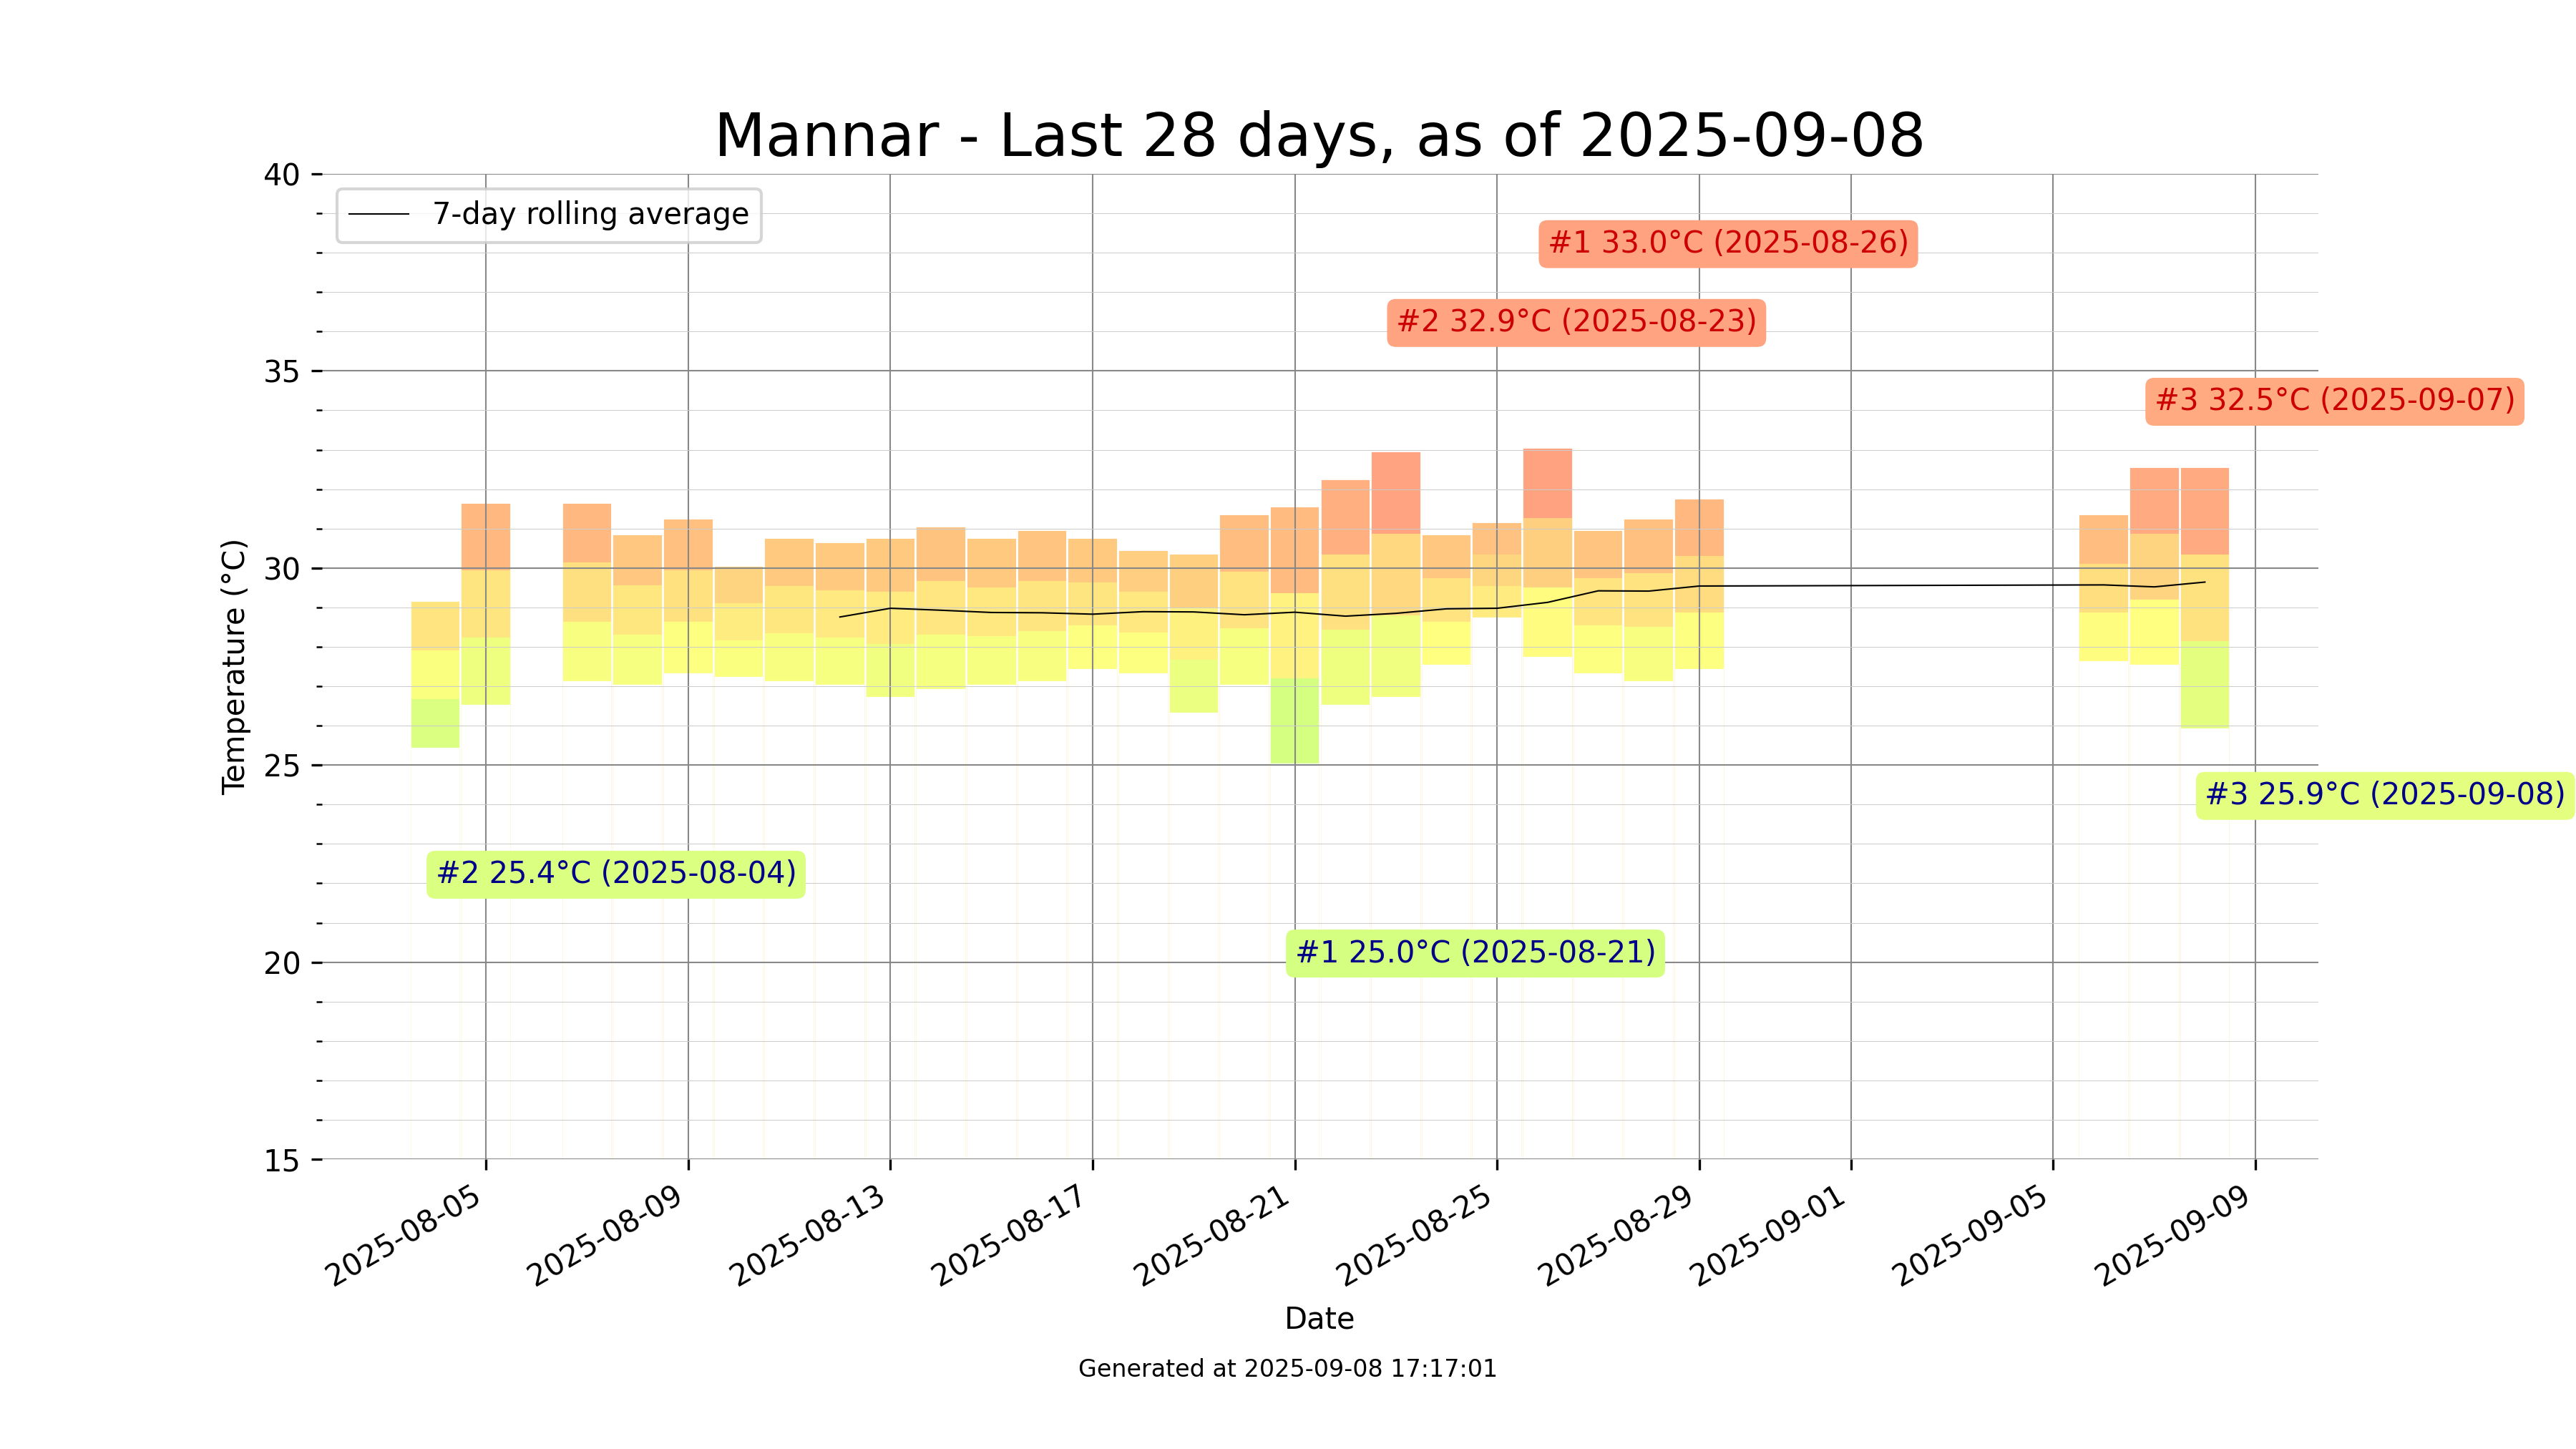 Mannar - Last 28 days, as of 2025-09-08
40
7-day rolling average
#1 33.0°C (2025-08-26)
#2 32.9°C (2025-08-23)
35
#3 32.5°C (2025-09-07)
30
Temperature (°C)
25
#3 25.9°C (2025-09-08)
#2 25.4°C (2025-08-04)
#1 25.0°C (2025-08-21)
20
15
2025-08-05
2025-08-09
2025-08-13
2025-08-17
2025-08-21
2025-08-25
2025-08-29
2025-09-01
2025-09-05
2025-09-09
Date
Generated at 2025-09-08 17:17:01